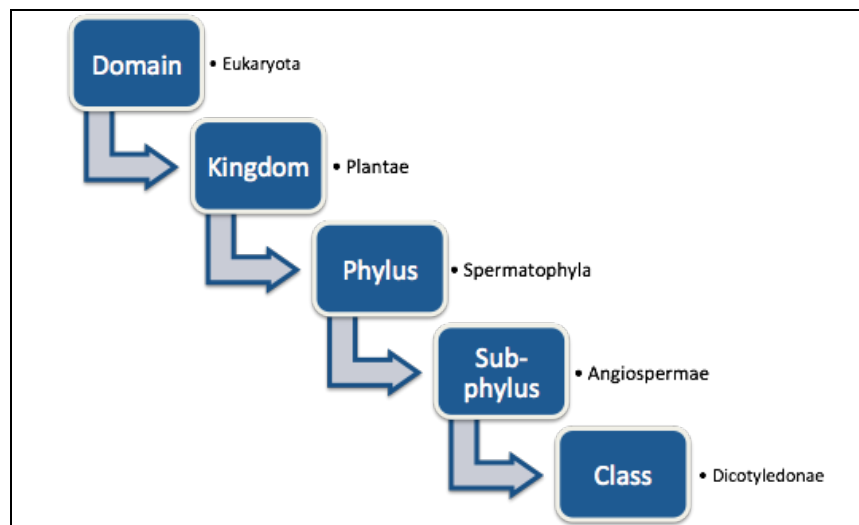 Domain
• Eukaryota
Kingdom
• Plantae
Phylus
• Spermatophyla
Sub-
phylus
• Angiospermae
Class
• Dicotyledonae